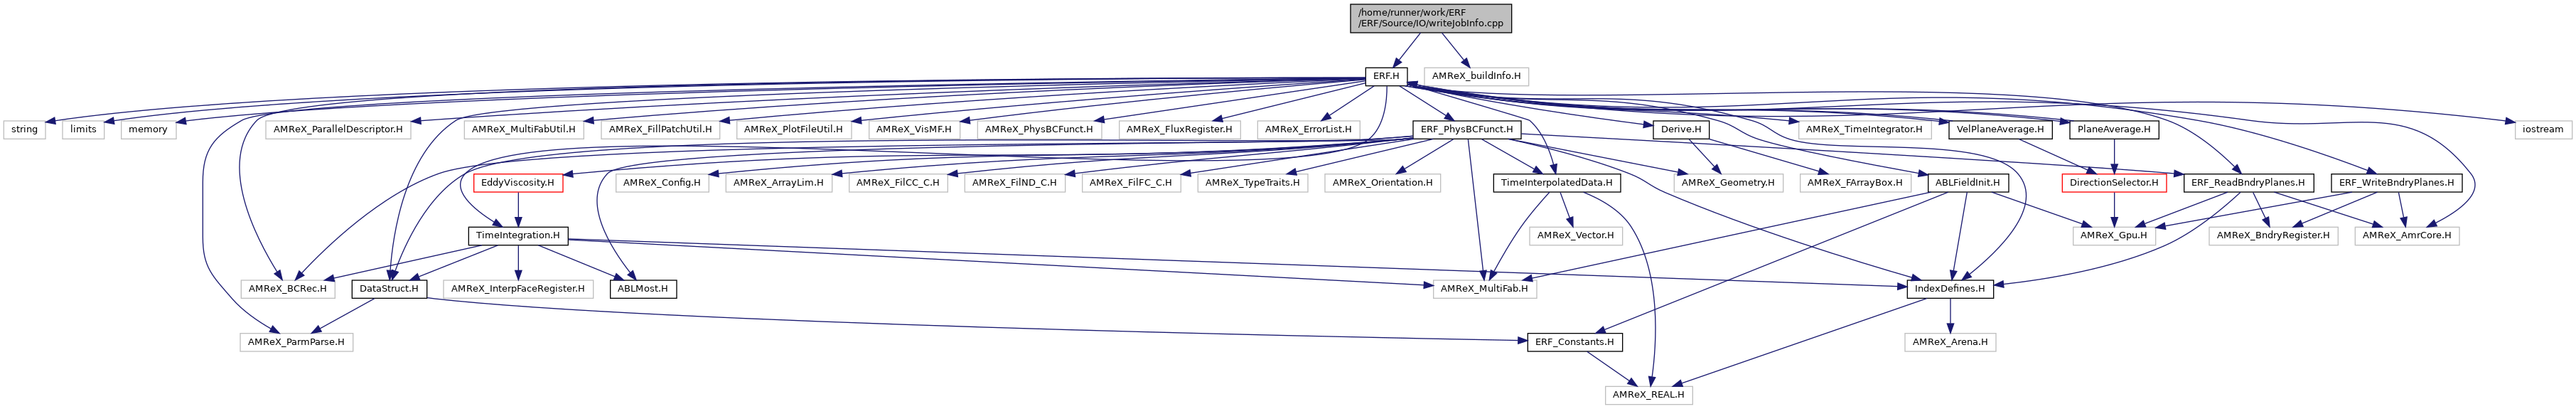 /home/runner/work/ERF
/ERF/Source/IO/writeJobInfo.cpp
ERF.H
AMReX_buildInfo.H
string
limits
memory
AMReX_ParallelDescriptor.H
AMReX_MultiFabUtil.H
AMReX_FillPatchUtil.H
AMReX_PlotFileUtil.H
AMReX_VisMF.H
AMReX_PhysBCFunct.H
AMReX_FluxRegister.H
AMReX_ErrorList.H
ERF_PhysBCFunct.H
Derive.H
AMReX_TimeIntegrator.H
VelPlaneAverage.H
PlaneAverage.H
iostream
EddyViscosity.H
AMReX_Config.H
AMReX_ArrayLim.H
AMReX_FilCC_C.H
AMReX_FilND_C.H
AMReX_FilFC_C.H
AMReX_TypeTraits.H
AMReX_Orientation.H
TimeInterpolatedData.H
AMReX_Geometry.H
AMReX_FArrayBox.H
ABLFieldInit.H
DirectionSelector.H
ERF_ReadBndryPlanes.H
ERF_WriteBndryPlanes.H
TimeIntegration.H
AMReX_Vector.H
AMReX_Gpu.H
AMReX_BndryRegister.H
AMReX_AmrCore.H
AMReX_BCRec.H
DataStruct.H
AMReX_InterpFaceRegister.H
ABLMost.H
AMReX_MultiFab.H
IndexDefines.H
AMReX_ParmParse.H
ERF_Constants.H
AMReX_Arena.H
AMReX_REAL.H